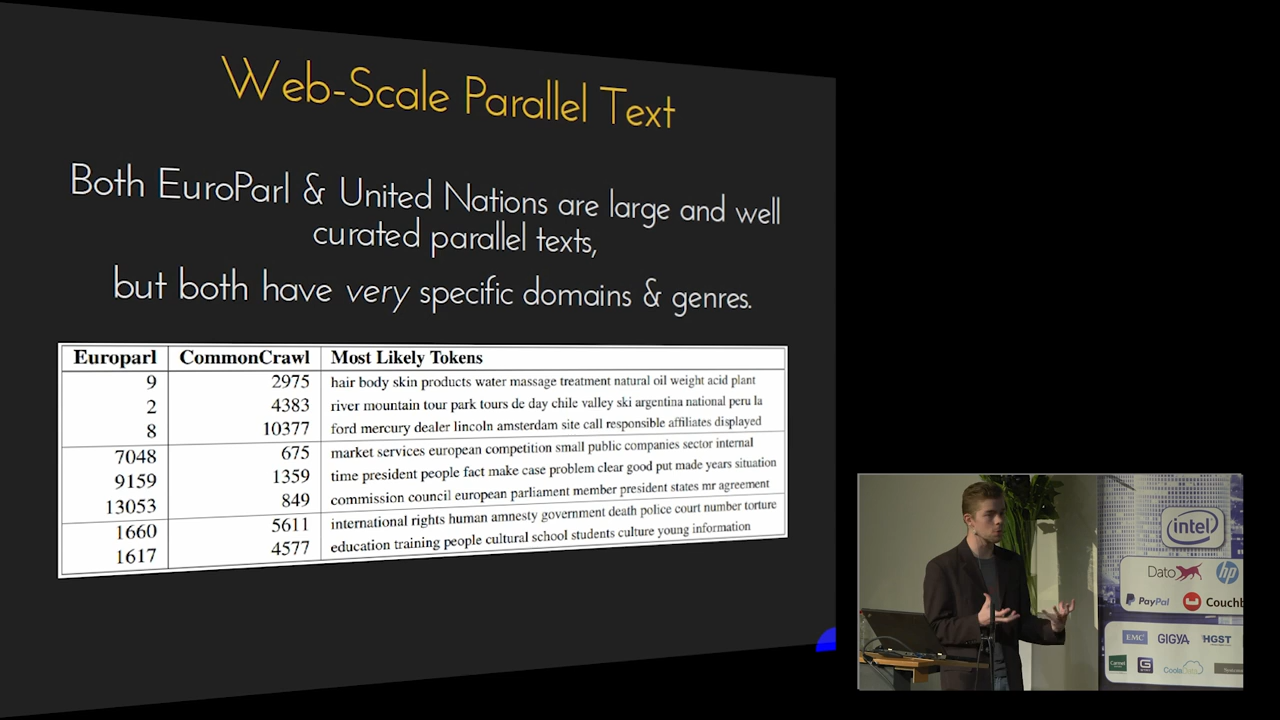 Web-Scale Parallel Text
Both EuroParl & United Nations are large and well
curated parallel texts,
but both have very specific domains & genres.
Europarl CommonCrawl Most Likely Tokens
9 2975 hair body skin products water massage treatment natural oil weight acid plant
2 4383 river mountain tour park tours de day chile valley ski argentina national peru la
8 10377 ford mercury dealer lincoln amsterdam site call responsible affiliates displayed
7048 675 market services european competition small public companies sector internal
9159 1359 time president people fact make case problem clear good put made years situation
13053 849 commission council european parliament member president states mr agreement
1660 5611 international rights human amnesty government death police court number torture
1617 4577 education training people cultural school students culture young information
intel
Dato hp
PayPal Couchb
EMC GIGYA HGST